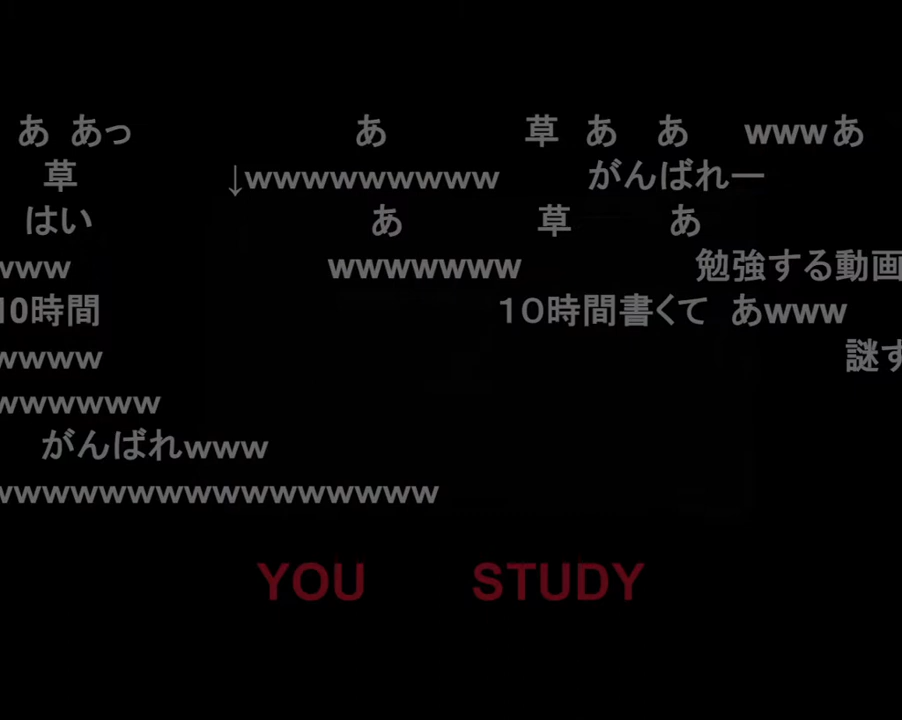 あ あっ あ 草 あ あ wwwあ
草 ↓wwwwwwwww がんばれー
はい あ 草 あ
www wwwwwww 勉強する動画
10時間 １０時間書くて あwww
wwww 謎す
wwwwww
がんばれwww
wwwwwwwwwwwwwwww
YOU STUDY